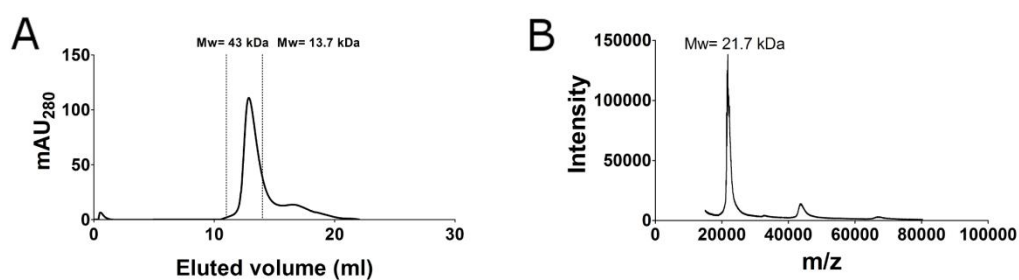 A
Mw= 43 kDa Mw= 13.7 kDa
150
100
50
0
mAU280
0 10 20 30
Eluted volume (ml)
B
Mw= 21.7 kDa
150000
100000
50000
0
Intensity
0 20000 40000 60000 80000 100000
m/z